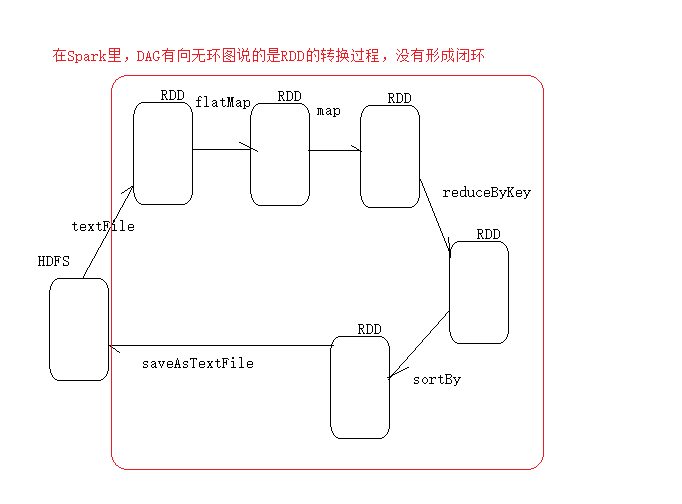 在Spark里，DAG有向无环图说的是RDD的转换过程，没有形成闭环
RDD
flatMap
RDD
map
RDD
reduceByKey
RDD
textFile
HDFS
RDD
saveAsTextFile
sortBy